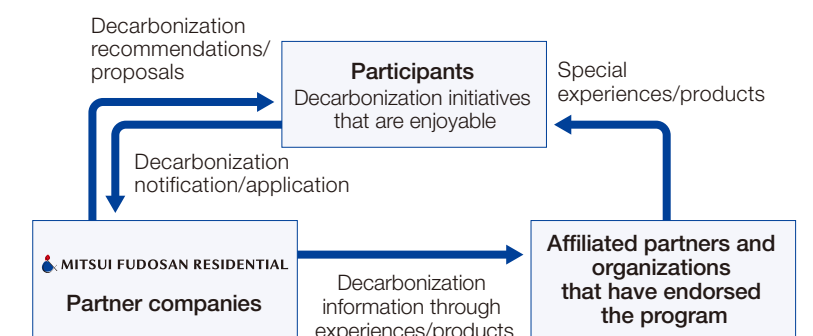 Decarbonization
recommendations/
proposals
Participants
Decarbonization initiatives
that are enjoyable
Special
experiences/products
Decarbonization
notification/application
MITSUI FUDOSAN RESIDENTIAL
Partner companies
Decarbonization
information through
experiences/products
Affiliated partners and
organizations
that have endorsed
the program